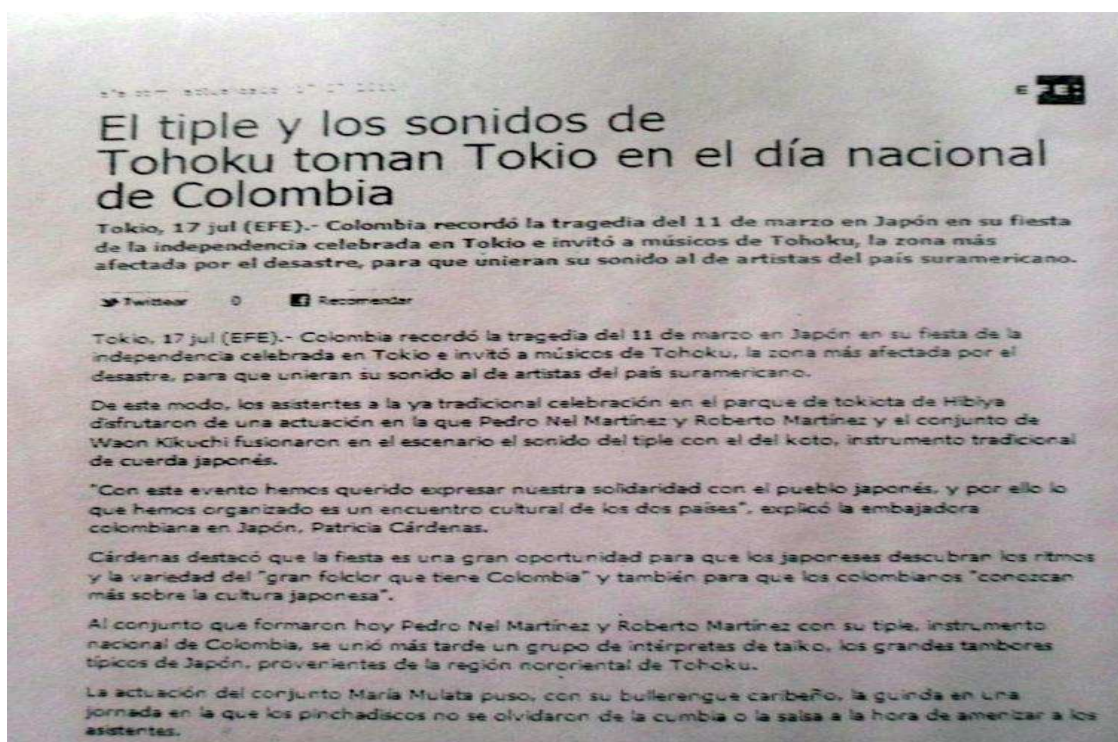 efe.com actualizado 17-07
E FE:
El tiple y los sonidos de
Tohoku toman Tokio en el día nacional
de Colombia
Tokio, 17 jul (EFE).- Colombia recordó la tragedia del 11 de marzo en Japón en su fiesta
de la independencia celebrada en Tokio e invitó a músicos de Tohoku, la zona más
afectada por el desastre, para que unieran su sonido al de artistas del país suramericano.
Twittear 0 Recomendar
Tokio, 17 jul (EFE).- Colombia recordó la tragedia del 11 de marzo en Japón en su fiesta de la
independencia celebrada en Tokio e invitó a músicos de Tohoku, la zona más afectada por el
desastre, para que unieran su sonido al de artistas del país suramericano.
De este modo, los asistentes a la ya tradicional celebración en el parque de tokiota de Hibiya
disfrutaron de una actuación en la que Pedro Nel Martínez y Roberto Martínez y el conjunto de
Waon Kikuchi fusionaron en el escenario el sonido del tiple con el del koto, instrumento tradicional
de cuerda japonés.
"Con este evento hemos querido expresar nuestra solidaridad con el pueblo japonés, y por ello lo
que hemos organizado es un encuentro cultural de los dos países", explicó la embajadora
colombiana en Japón, Patricia Cárdenas.
Cárdenas destacó que la fiesta es una gran oportunidad para que los japoneses descubran los ritmos
y la variedad del "gran folclor que tiene Colombia" y también para que los colombianos "conozcan
más sobre la cultura japonesa".
Al conjunto que formaron hoy Pedro Nel Martínez y Roberto Martínez con su tiple, instrumento
nacional de Colombia, se unió más tarde un grupo de intérpretes de taiko, los grandes tambores
típicos de Japón, provenientes de la región nororiental de Tohoku.
La actuación del conjunto María Mulata puso, con su bullerengue caribeño, la guinda en una
jornada en la que los pinchadiscos no se olvidaron de la cumbia o la salsa a la hora de amenizar a los
asistentes.